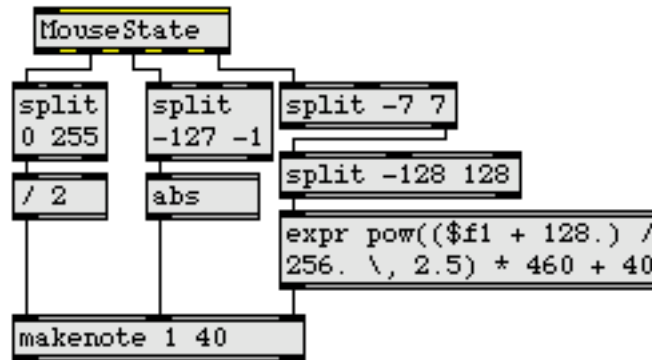 MouseState
split
0 255
split
-127 -1
split -7 7
split -128 128
/ 2
abs
expr pow(($f1 + 128.) /
256. \, 2.5) * 460 + 40
makenote 1 40